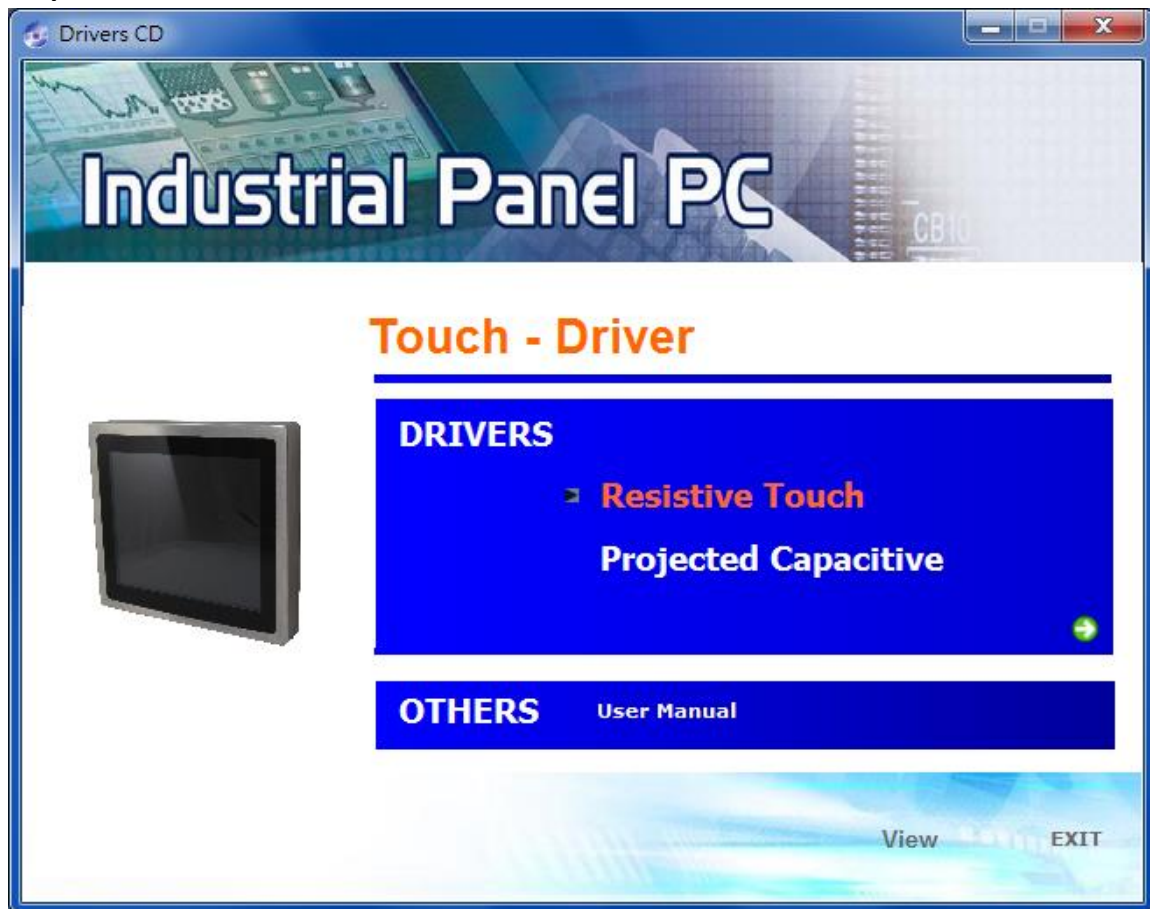 Drivers CD
Industrial Panel PC
CB10
Touch - Driver
DRIVERS
Resistive Touch
Projected Capacitive
OTHERS User Manual
View EXIT